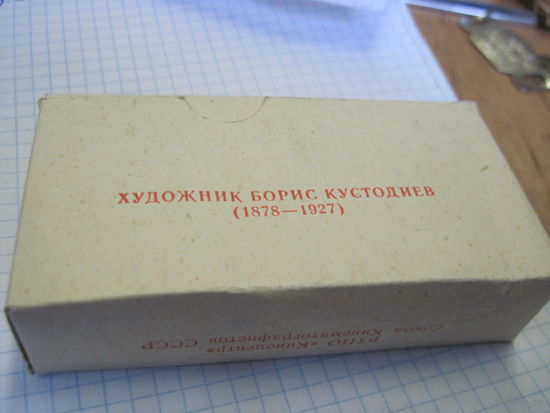 ХУДОЖНИК БОРИС КУСТОДИЕВ
(1878—1927)
ВТПО «Киноцентр»
Союза Кинематографистов СССР